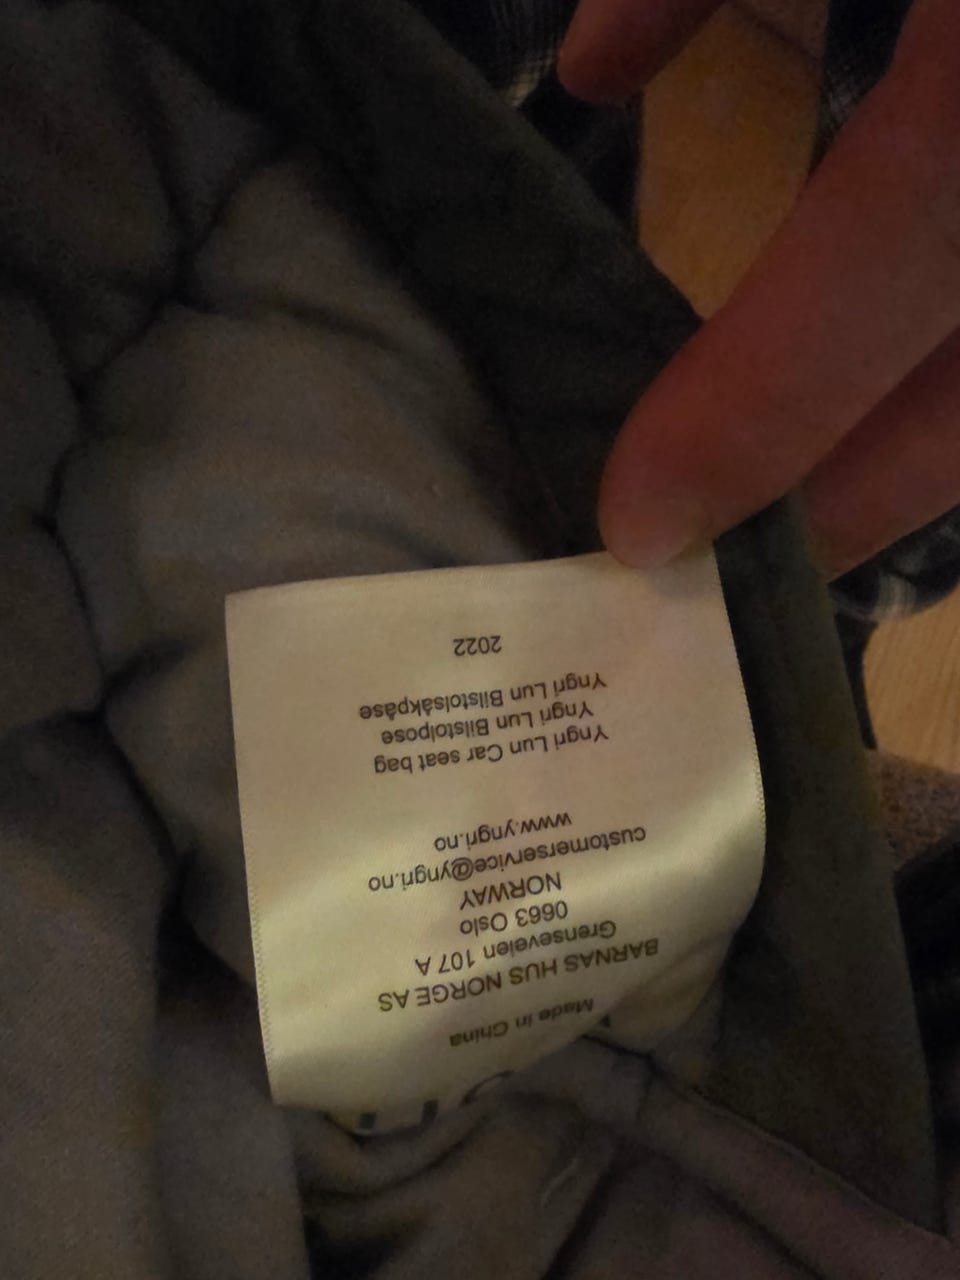 Made in China
BARNAS HUS NORGE AS
Grenseveien 107 A
0663 Oslo
NORWAY
customerservice@yngri.no
www.yngri.no
Yngri Lun Car seat bag
Yngri Lun Bilstolpose
Yngri Lun Bilstolsåkpåse
2022